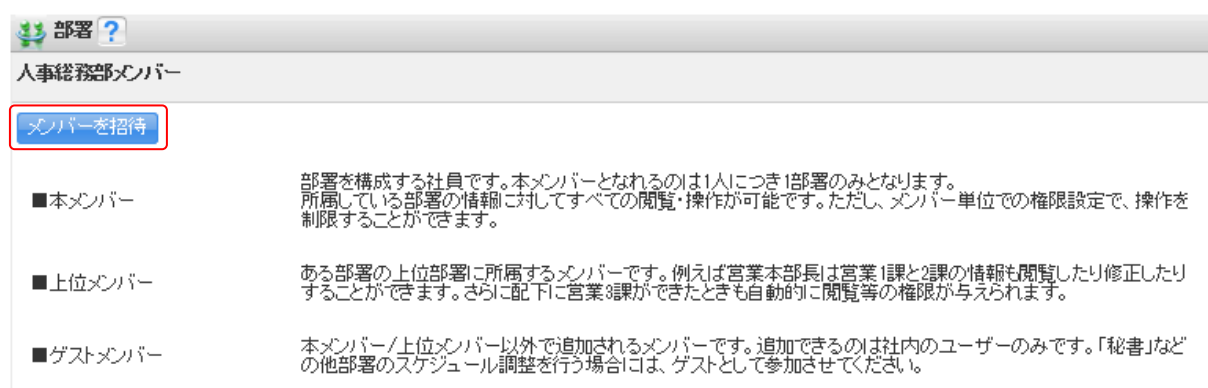 部署 ?
人事総務部メンバー
メンバーを招待
■本メンバー
部署を構成する社員です。本メンバーとなれるのは1人につき1部署のみとなります。
所属している部署の情報に対してすべての閲覧・操作が可能です。ただし、メンバー単位での権限設定で、操作を
制限することができます。
■上位メンバー
ある部署の上位部署に所属するメンバーです。例えば営業本部長は営業1課と2課の情報も閲覧したり修正したり
することができます。さらに配下に営業3課ができたときも自動的に閲覧等の権限が与えられます。
■ゲストメンバー
本メンバー/上位メンバー以外で追加されるメンバーです。追加できるのは社内のユーザーのみです。「秘書」など
の他部署のスケジュール調整を行う場合には、ゲストとして参加させてください。